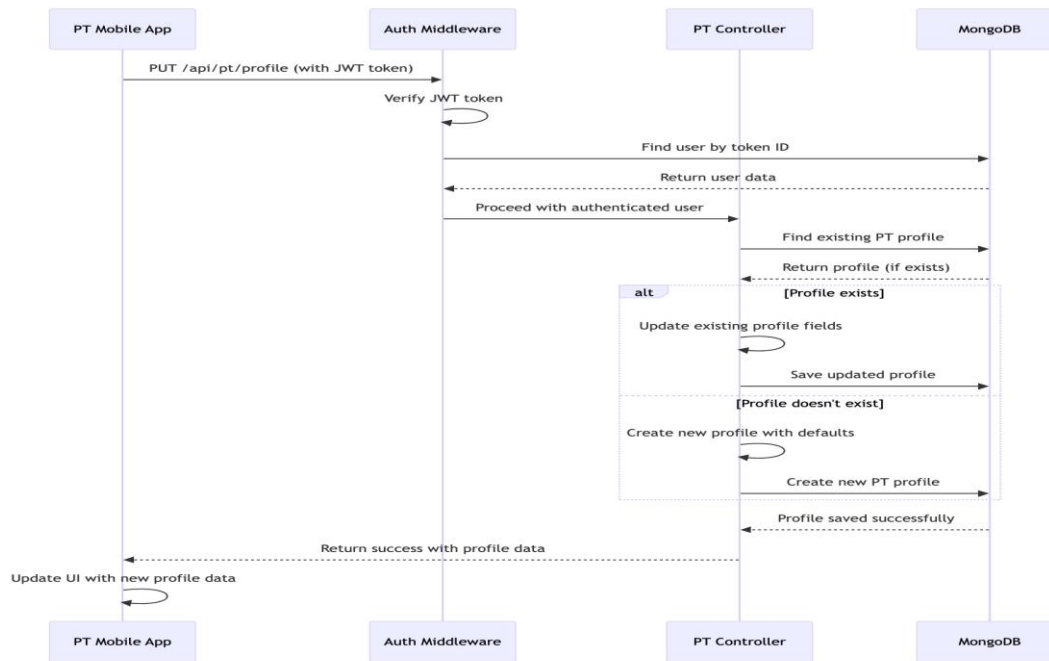 PT Mobile App
Auth Middleware
PT Controller
MongoDB
PUT /api/pt/profile (with JWT token)
Verify JWT token
Find user by token ID
Return user data
Proceed with authenticated user
Find existing PT profile
Return profile (if exists)
alt
[Profile exists]
Update existing profile fields
Save updated profile
[Profile doesn't exist]
Create new profile with defaults
Create new PT profile
Profile saved successfully
Return success with profile data
Update UI with new profile data
PT Mobile App
Auth Middleware
PT Controller
MongoDB